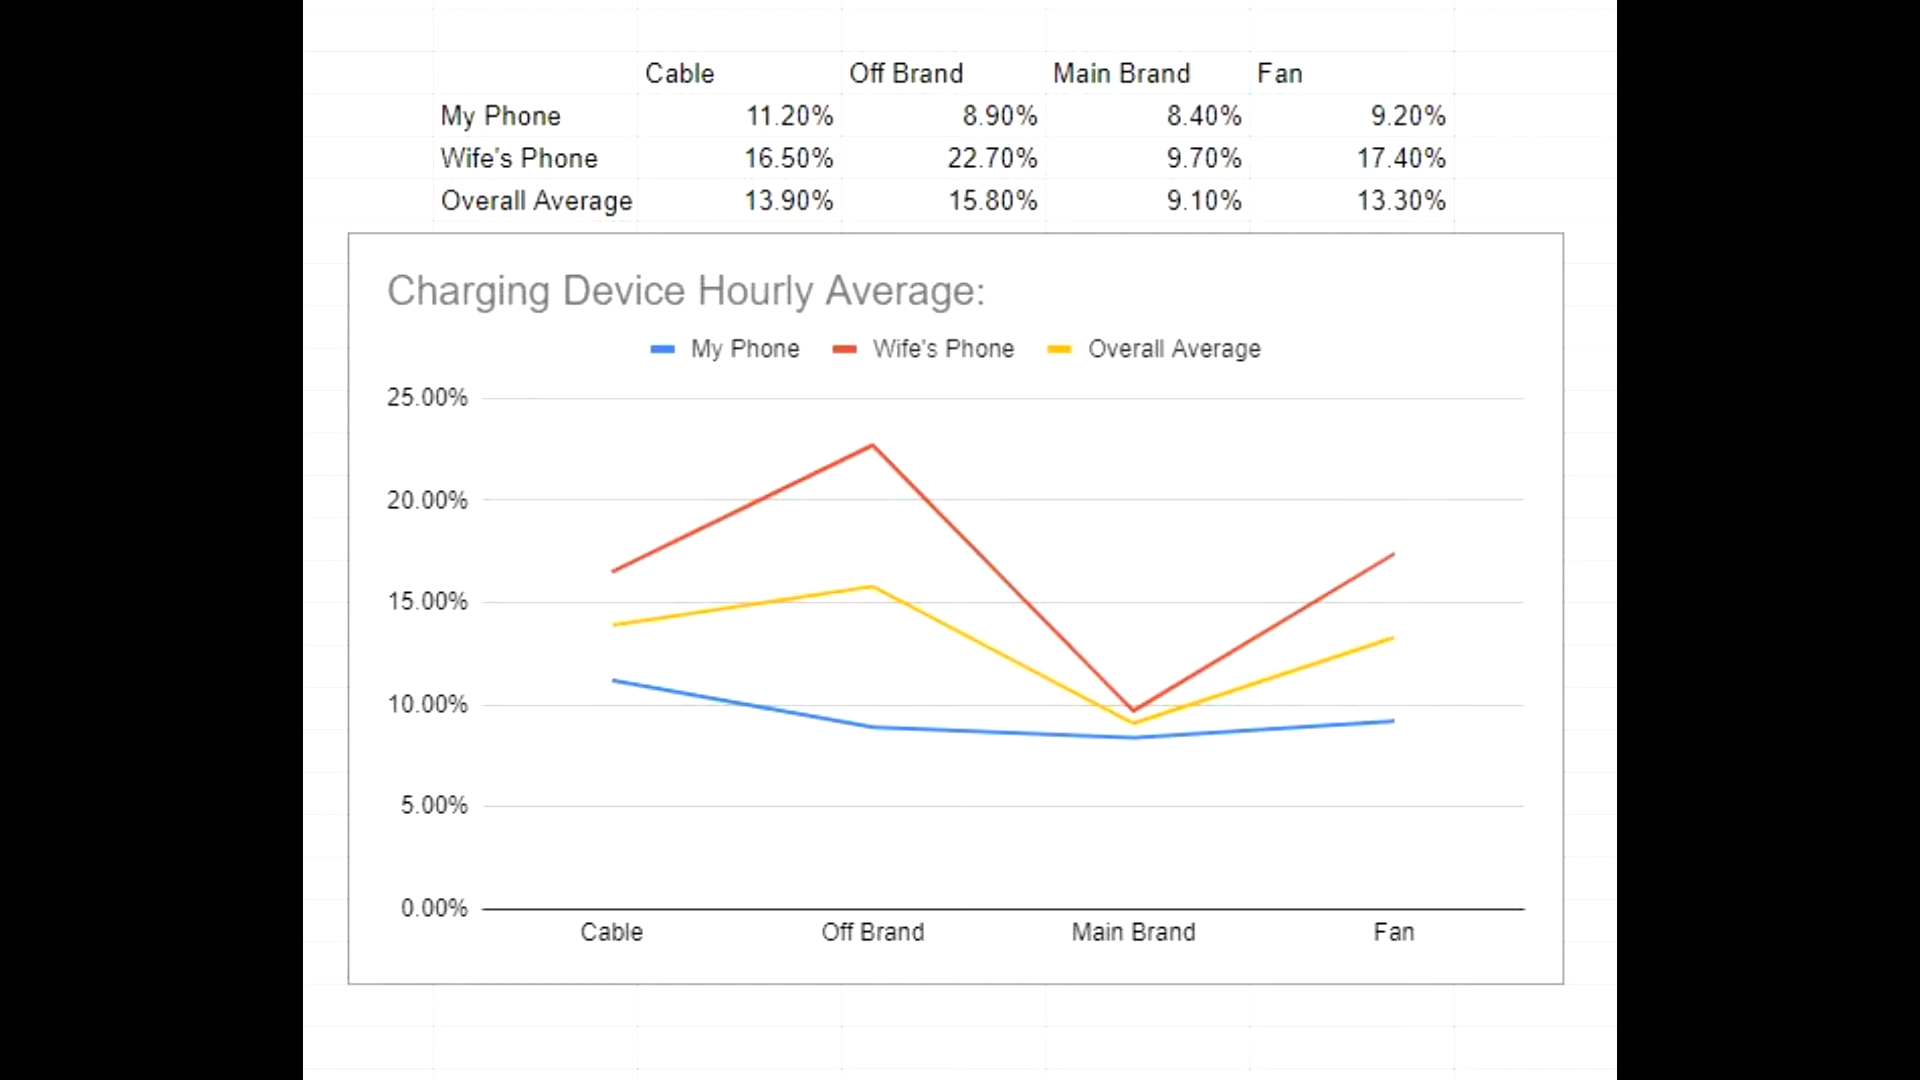 Cable Off Brand Main Brand Fan
My Phone 11.20% 8.90% 8.40% 9.20%
Wife's Phone 16.50% 22.70% 9.70% 17.40%
Overall Average 13.90% 15.80% 9.10% 13.30%
Charging Device Hourly Average:
My Phone Wife's Phone Overall Average
25.00%
20.00%
15.00%
10.00%
5.00%
0.00%
Cable Off Brand Main Brand Fan